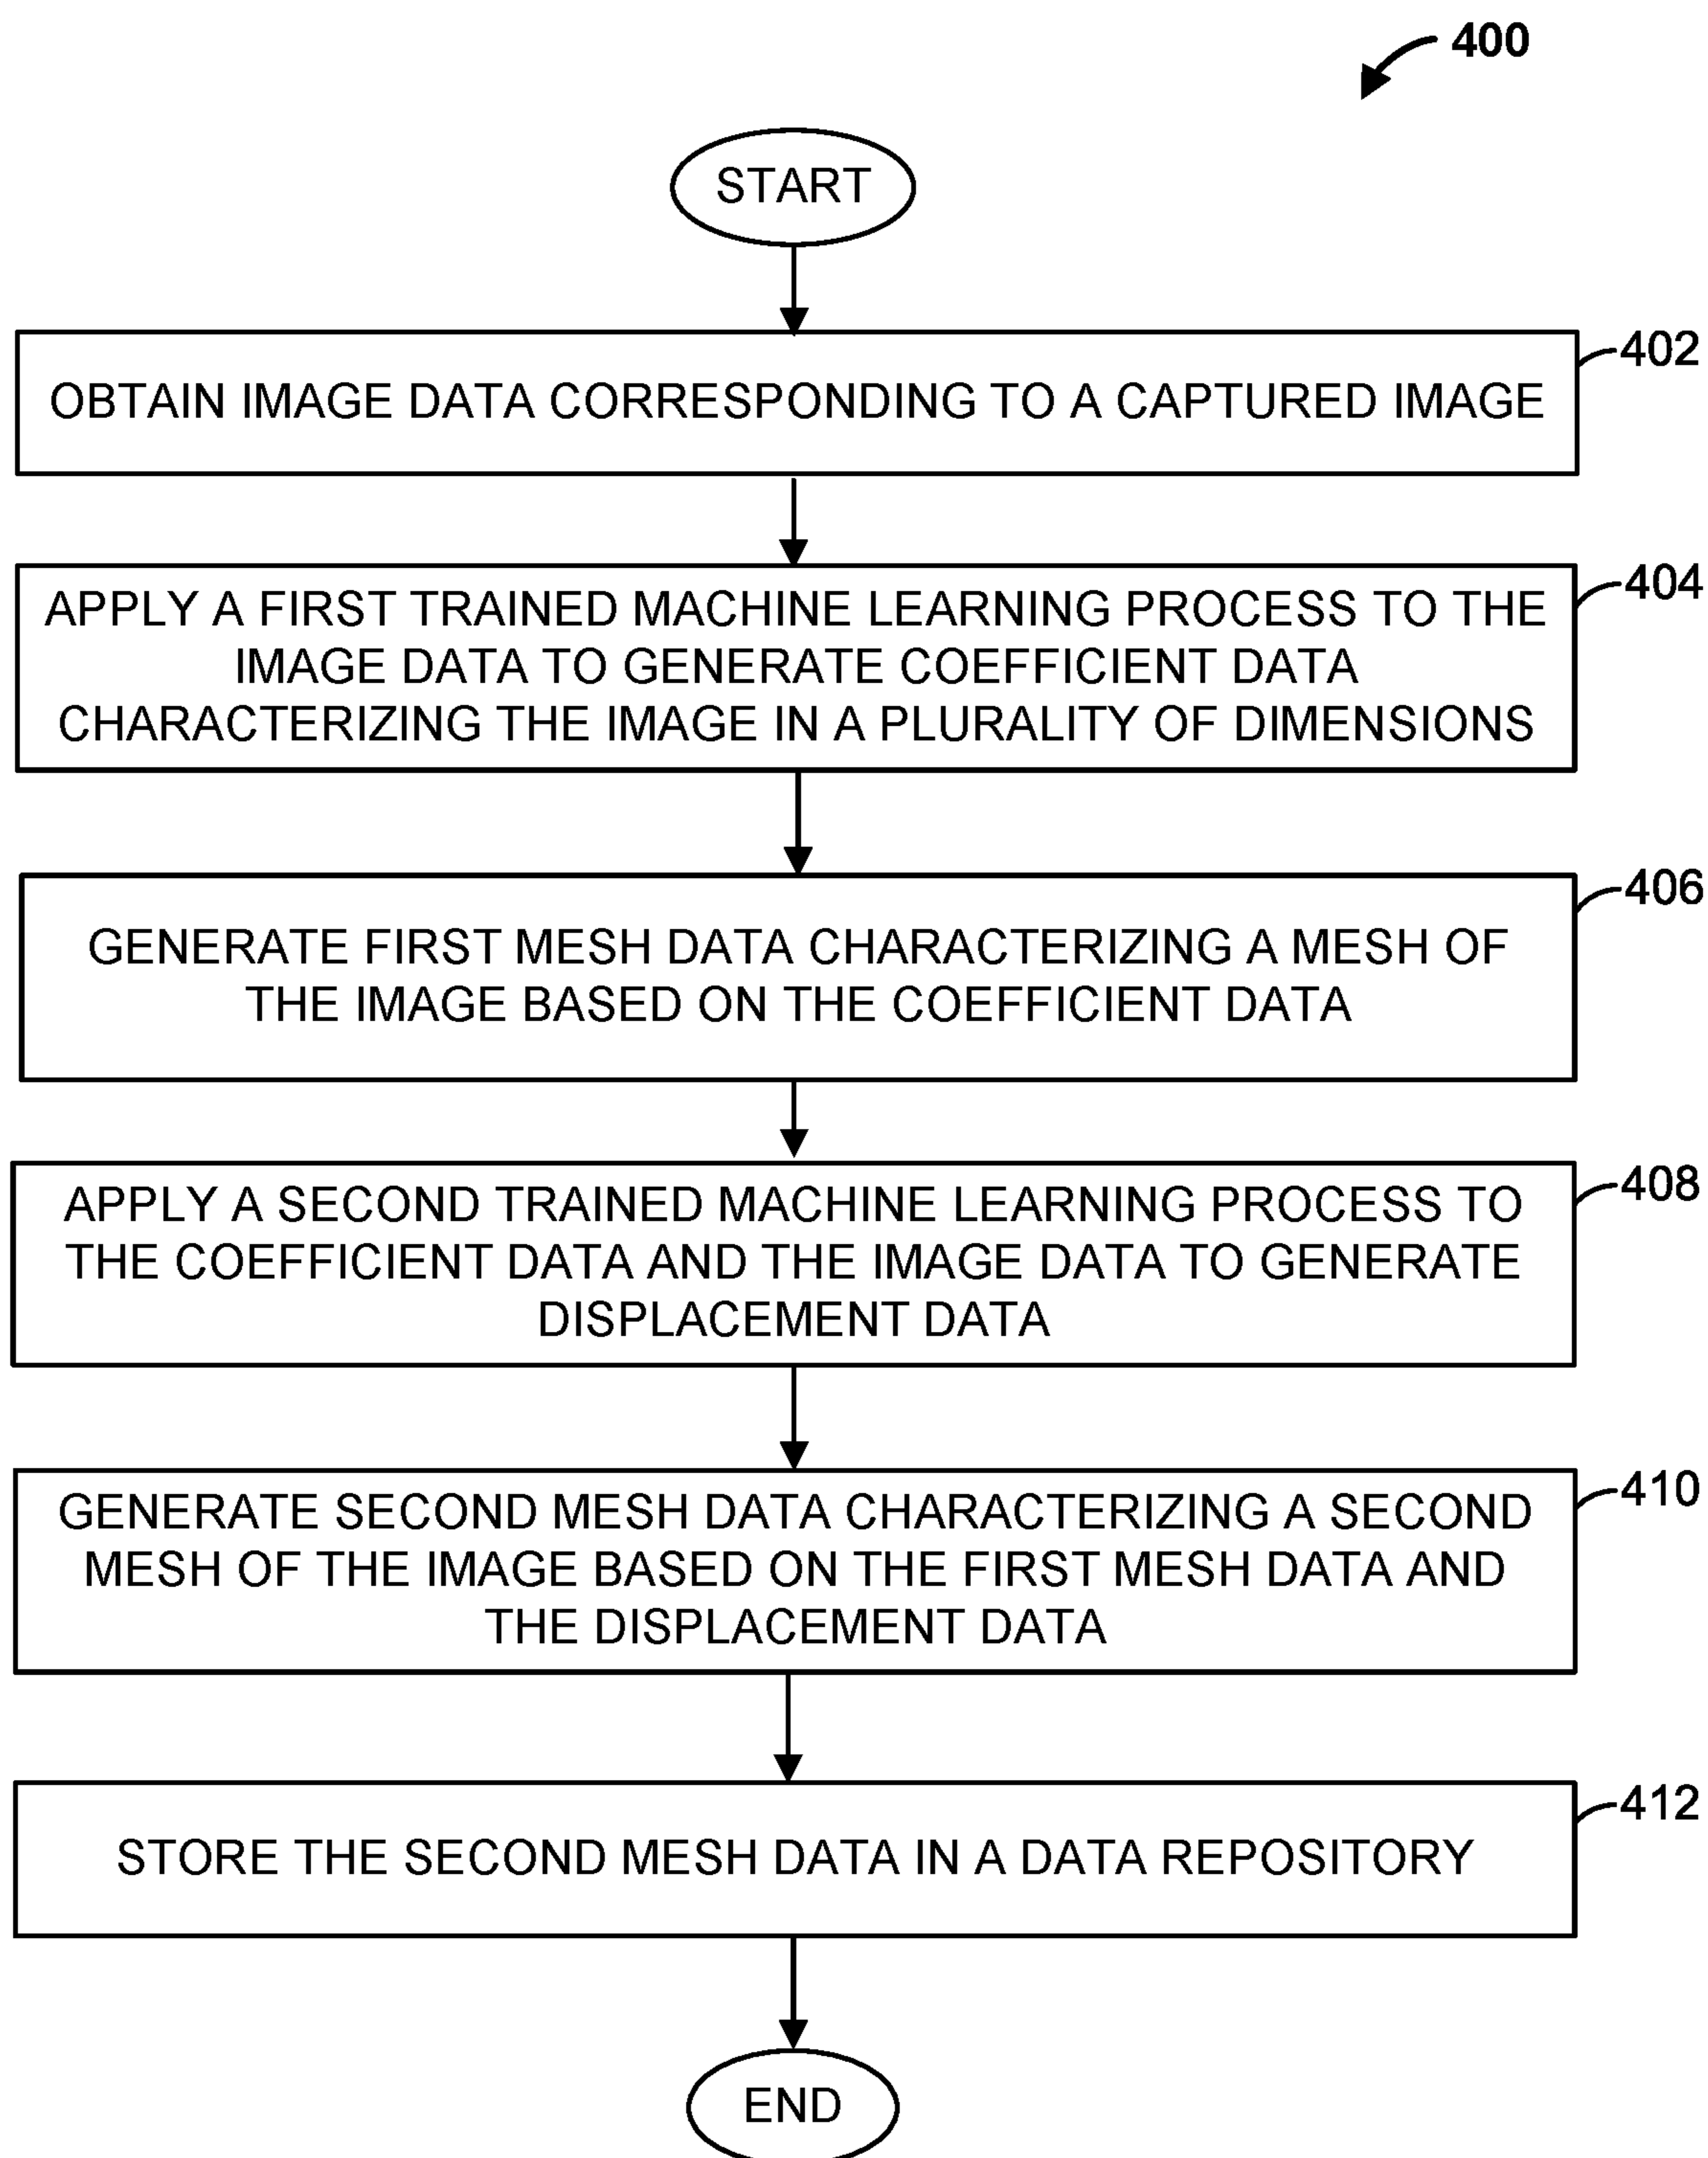 400
START
402
OBTAIN IMAGE DATA CORRESPONDING TO A CAPTURED IMAGE
404
APPLY A FIRST TRAINED MACHINE LEARNING PROCESS TO THE
IMAGE DATA TO GENERATE COEFFICIENT DATA
CHARACTERIZING THE IMAGE IN A PLURALITY OF DIMENSIONS
406
GENERATE FIRST MESH DATA CHARACTERIZING A MESH OF
THE IMAGE BASED ON THE COEFFICIENT DATA
408
APPLY A SECOND TRAINED MACHINE LEARNING PROCESS TO
THE COEFFICIENT DATA AND THE IMAGE DATA TO GENERATE
DISPLACEMENT DATA
410
GENERATE SECOND MESH DATA CHARACTERIZING A SECOND
MESH OF THE IMAGE BASED ON THE FIRST MESH DATA AND
THE DISPLACEMENT DATA
412
STORE THE SECOND MESH DATA IN A DATA REPOSITORY
END